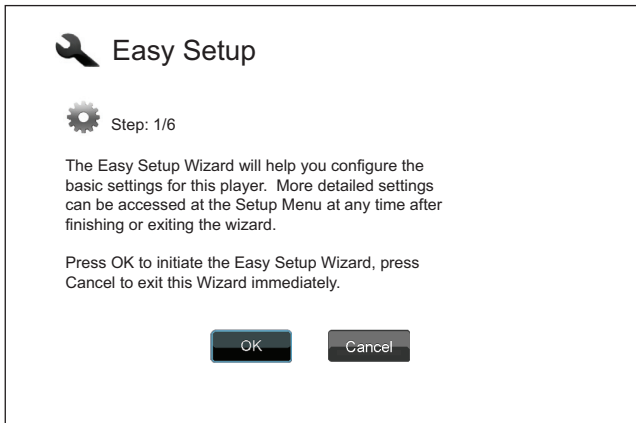 Easy Setup
Step: 1/6
The Easy Setup Wizard will help you configure the
basic settings for this player.  More detailed settings
can be accessed at the Setup Menu at any time after
finishing or exiting the wizard.
Press OK to initiate the Easy Setup Wizard, press
Cancel to exit this Wizard immediately.
OK
Cancel